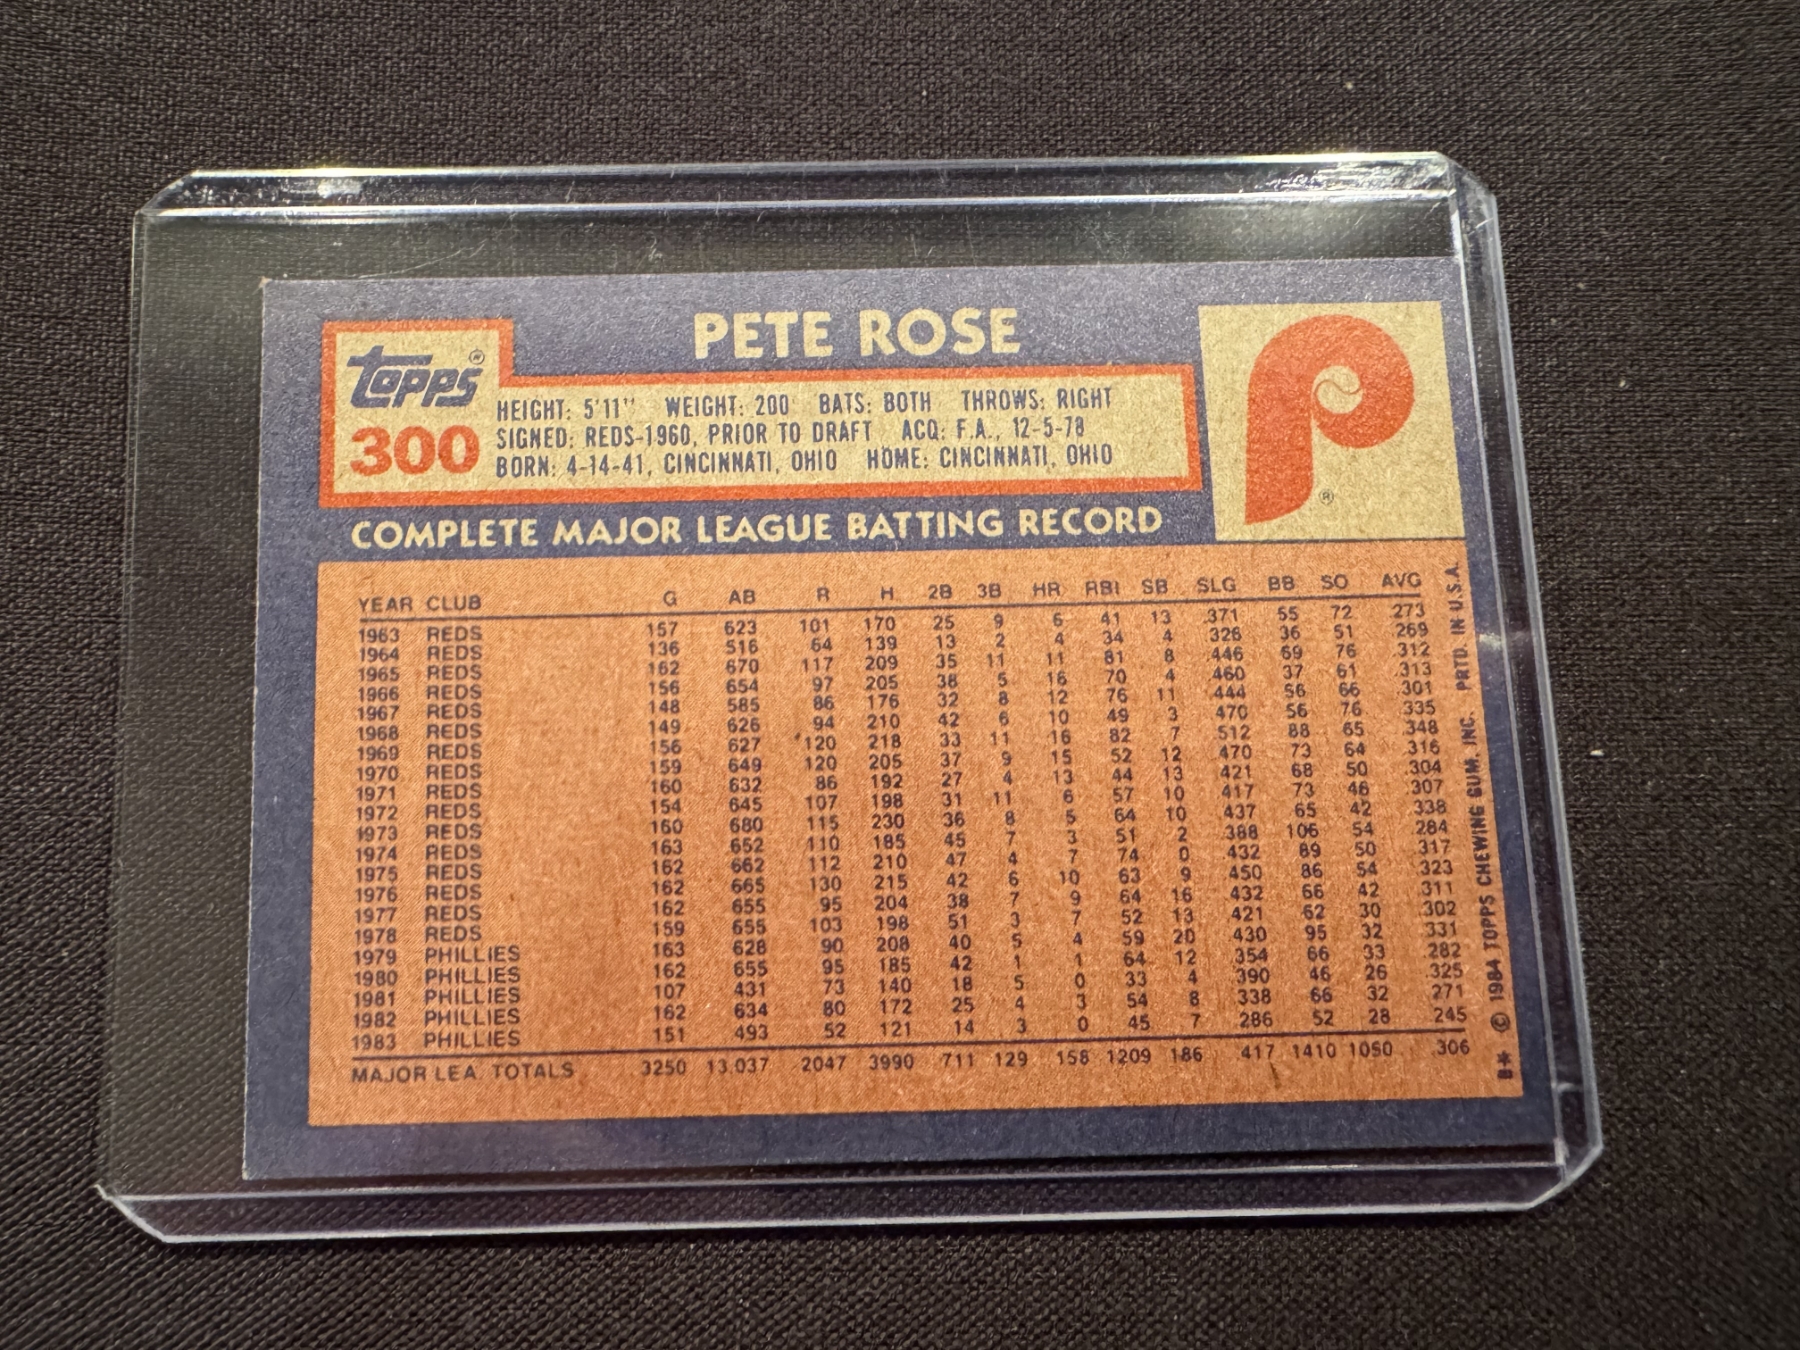 PETE ROSE
topps®
300
HEIGHT: 5'11" WEIGHT: 200 BATS: BOTH THROWS: RIGHT
SIGNED: REDS-1960, PRIOR TO DRAFT ACQ: F.A., 12-5-78
BORN: 4-14-41, CINCINNATI, OHIO HOME: CINCINNATI, OHIO
®
COMPLETE MAJOR LEAGUE BATTING RECORD
YEAR CLUB G AB R H 2B 3B HR RBI SB SLG BB SO AVG
1963 REDS 157 623 101 170 25 9 6 41 13 .371 55 72 .273
1964 REDS 136 516 64 139 13 2 4 34 4 .326 36 51 .269
1965 REDS 162 670 117 209 35 11 11 81 8 .446 69 76 .312
1966 REDS 156 654 97 205 38 5 16 70 4 .460 37 61 .313
1967 REDS 148 585 86 176 32 8 12 76 11 .444 56 66 .301
1968 REDS 149 626 94 210 42 6 10 49 3 .470 56 76 .335
1969 REDS 156 627 120 218 33 11 16 82 7 .512 88 65 .348
1970 REDS 159 649 120 205 37 9 15 52 12 .470 73 64 .316
1971 REDS 160 632 86 192 27 4 13 44 13 .421 68 50 .304
1972 REDS 154 645 107 198 31 11 6 57 10 .417 73 46 .307
1973 REDS 160 680 115 230 36 8 5 64 10 .437 65 42 .338
1974 REDS 163 652 110 185 45 7 3 51 2 .388 106 54 .284
1975 REDS 162 662 112 210 47 4 7 74 0 .432 89 50 .317
1976 REDS 162 665 130 215 42 6 10 63 9 .450 86 54 .323
1977 REDS 162 655 95 204 38 7 9 64 16 .432 66 42 .311
1978 REDS 159 655 103 198 51 3 7 52 13 .421 62 30 .302
1979 PHILLIES 163 628 90 208 40 5 4 59 20 .430 95 32 .331
1980 PHILLIES 162 655 95 185 42 1 1 64 12 .354 66 33 .282
1981 PHILLIES 107 431 73 140 18 5 0 33 4 .390 46 26 .325
1982 PHILLIES 162 634 80 172 25 4 3 54 8 .338 66 32 .271
1983 PHILLIES 151 493 52 121 14 3 0 45 7 .286 52 28 .245
MAJOR LEA. TOTALS 3250 13,037 2047 3990 711 129 158 1209 186 .417 1410 1050 .306
B* © 1984 TOPPS CHEWING GUM, INC. PRTD. IN U.S.A.